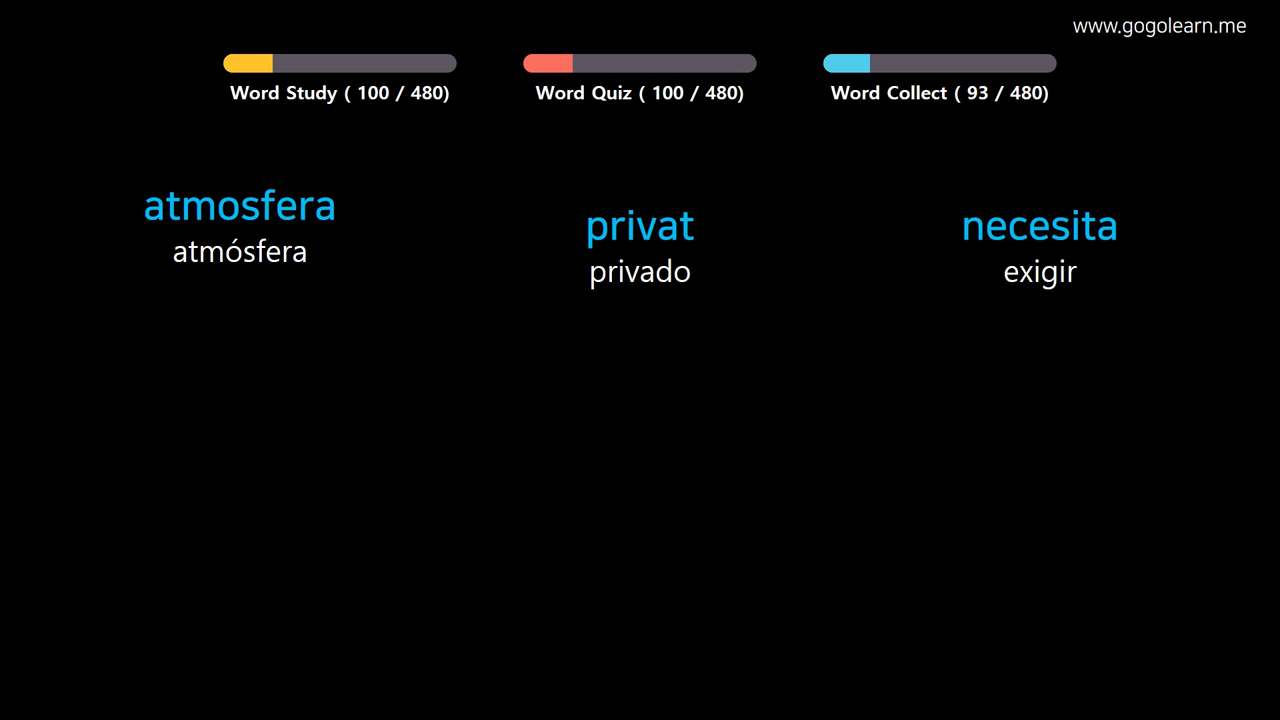 www.gogolearn.me
Word Study ( 100 / 480)
Word Quiz ( 100 / 480)
Word Collect ( 93 / 480)
atmosfera
atmósfera
privat
privado
necesita
exigir